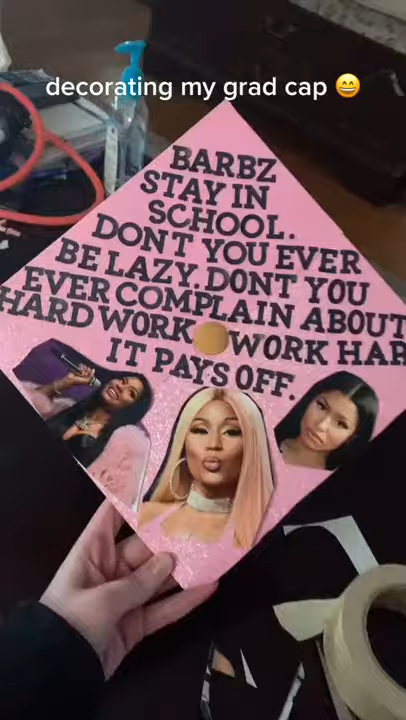 decorating my grad cap 😄
BARBZ
STAY IN
SCHOOL.
DON'T YOU EVER
BE LAZY. DONT YOU
EVER COMPLAIN ABOUT
HARD WORK WORK HAR
IT PAYS OFF.